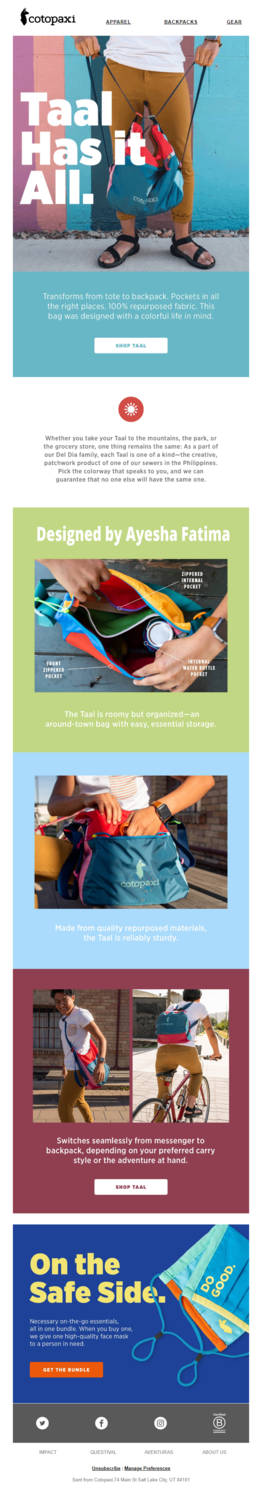 cotopaxi
APPAREL BACKPACKS GEAR
Taal
Has it
All.
cotopaxi
Transforms from tote to backpack. Pockets in all
the right places. 100% repurposed fabric. This
bag was designed with a colorful life in mind.
SHOP TAAL
Whether you take your Taal to the mountains, the park, or
the grocery store, one thing remains the same: As a part of
our Del Dia family, each Taal is one of a kind—the creative,
patchwork product of one of our sewers in the Philippines.
Pick the colorway that speaks to you, and we can
guarantee that no one else will have the same one.
Designed by Ayesha Fatima
ZIPPERED
INTERNAL
POCKET
FRONT
ZIPPERED
POCKET
INTERNAL
WATER BOTTLE
POCKET
The Taal is roomy but organized—an
around-town bag with easy, essential storage.
cotopaxi
Made from quality repurposed materials,
the Taal is reliably sturdy.
Switches seamlessly from messenger to
backpack, depending on your preferred carry
style or the adventure at hand.
SHOP TAAL
On the
Safe Side.
DO
GOOD.
Necessary on-the-go essentials,
all in one bundle. When you buy one,
we give one high-quality face mask
to a person in need.
GET THE BUNDLE
B
IMPACT QUESTIVAL AVENTURAS ABOUT US
Unsubscribe | Manage Preferences
Sent from Cotopaxi,74 Main St Salt Lake City, UT 84101